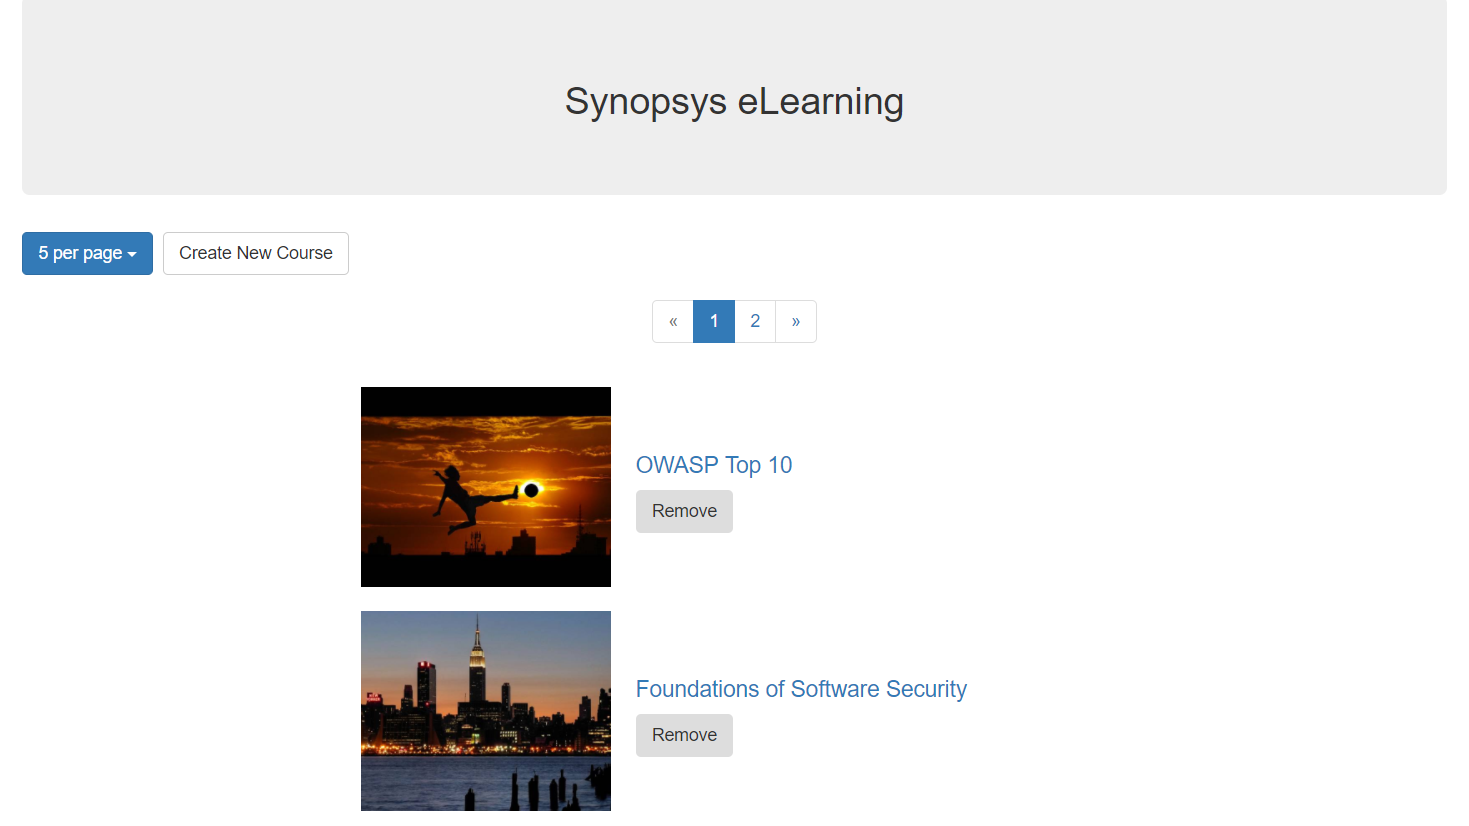 Synopsys eLearning
5 per page
Create New Course
« 1 2 »
OWASP Top 10
Remove
Foundations of Software Security
Remove